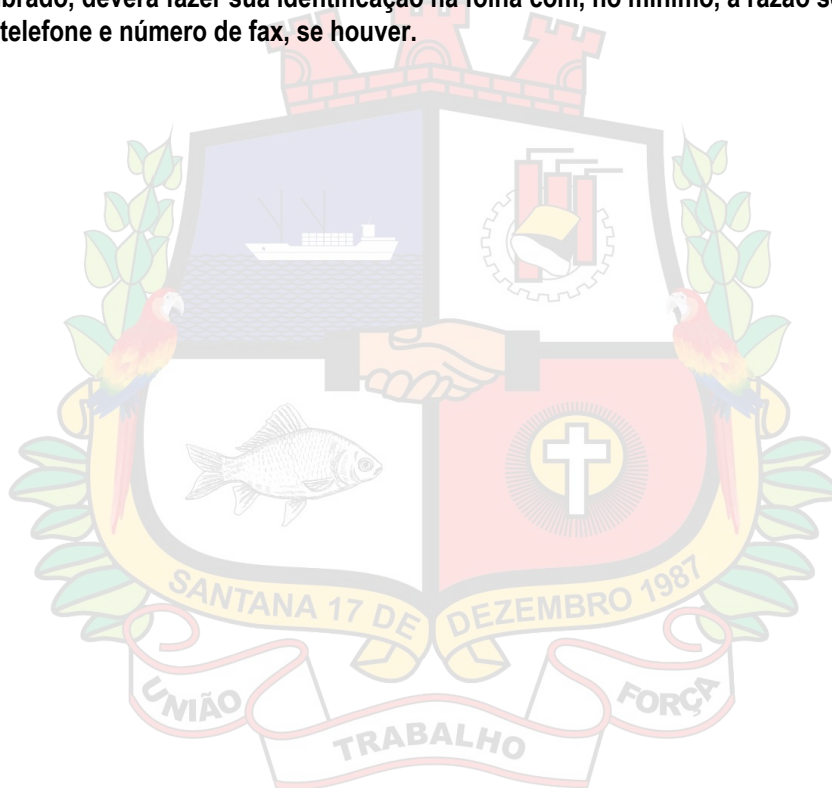 deverá fazer sua identificação na folha com, no mínimo, a razão
telefone e número de fax, se houver.
SANTANA 17 DE DEZEMBRO 1987
UNIÃO
TRABALHO
FORÇA